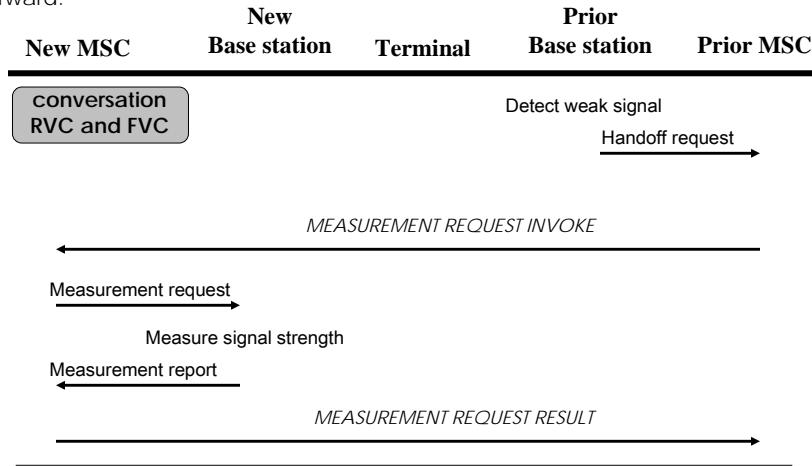 New MSC
New
Base station
Terminal
Prior
Base station
Prior MSC
conversation
RVC and FVC
Detect weak signal
Handoff request
MEASUREMENT REQUEST INVOKE
Measurement request
Measure signal strength
Measurement report
MEASUREMENT REQUEST RESULT